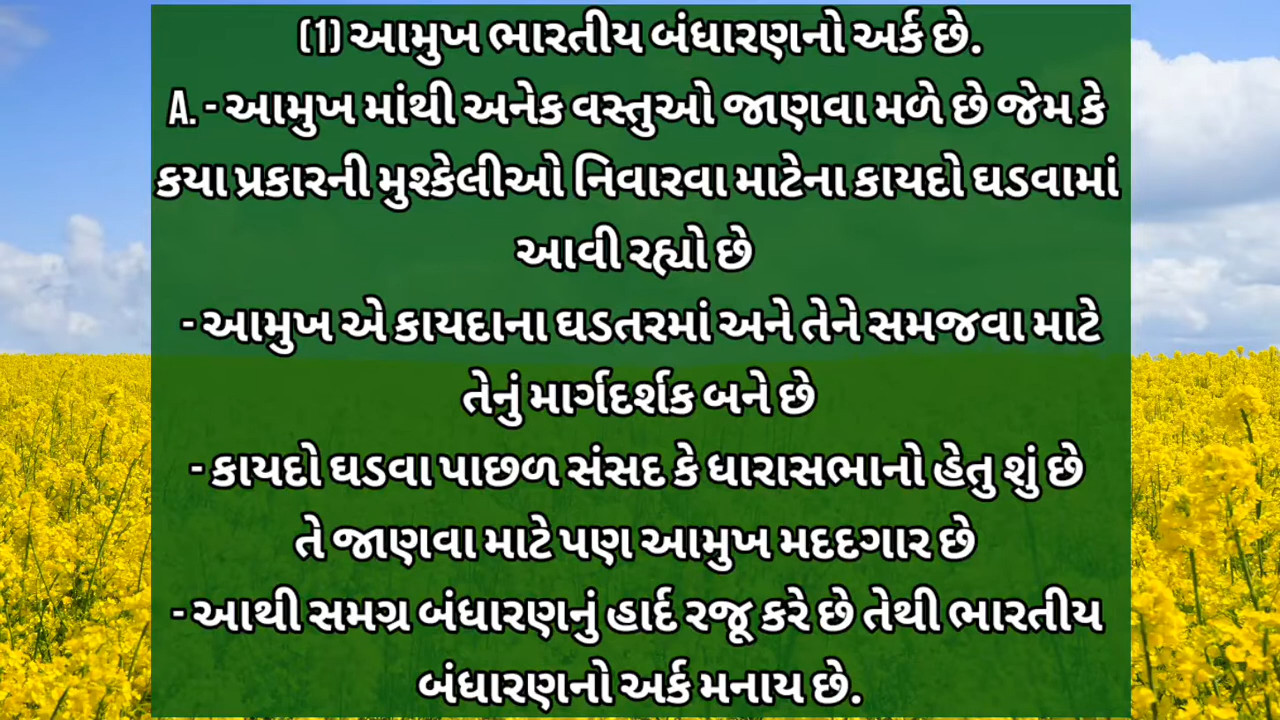 (1) આમુખ ભારતીય બંધારણનો અર્ક છે.
A. - આમુખ માંથી અનેક વસ્તુઓ જાણવા મળે છે જેમ કે
કયા પ્રકારની મુશ્કેલીઓ નિવારવા માટેના કાયદો ઘડવામાં
આવી રહ્યો છે
- આમુખ એ કાયદાના ઘડતરમાં અને તેને સમજવા માટે
તેનું માર્ગદર્શક બને છે
- કાયદો ઘડવા પાછળ સંસદ કે ધારાસભાનો હેતુ શું છે
તે જાણવા માટે પણ આમુખ મદદગાર છે
- આથી સમગ્ર બંધારણનું હાર્દ રજૂ કરે છે તેથી ભારતીય
બંધારણનો અર્ક મનાય છે.